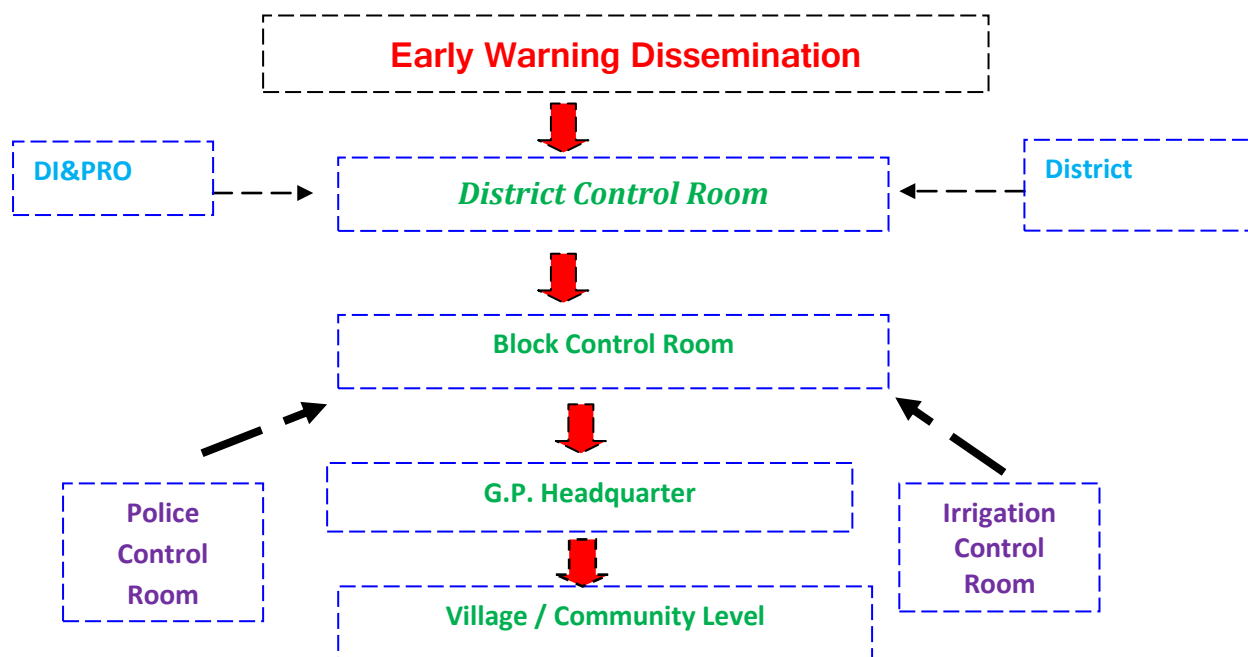 Early Warning Dissemination
DI&PRO
District Control Room
District
Block Control Room
G.P. Headquarter
Police
Control
Room
Irrigation
Control
Room
Village / Community Level